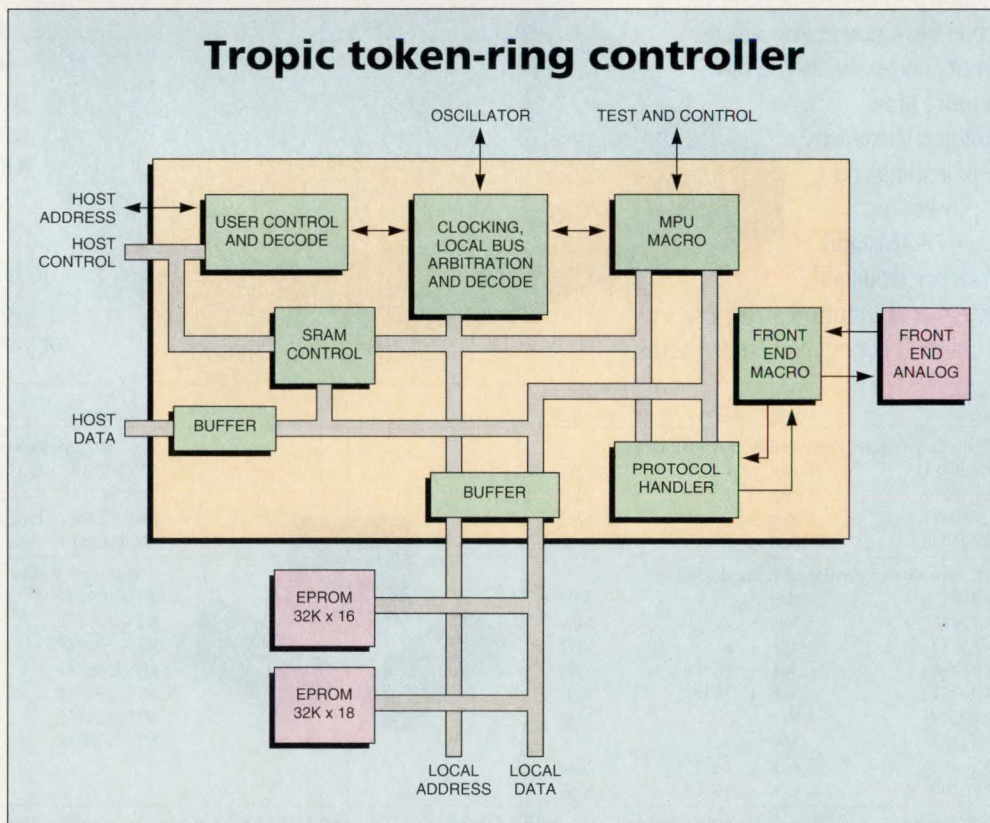 Tropic token-ring controller
OSCILLATOR
TEST AND CONTROL
HOST
ADDRESS
HOST
CONTROL
USER CONTROL
AND DECODE
CLOCKING,
LOCAL BUS
ARBITRATION
AND DECODE
MPU
MACRO
SRAM
CONTROL
FRONT
END
MACRO
FRONT
END
ANALOG
HOST
DATA
BUFFER
BUFFER
PROTOCOL
HANDLER
EPROM
32K x 16
EPROM
32K x 18
LOCAL
ADDRESS
LOCAL
DATA